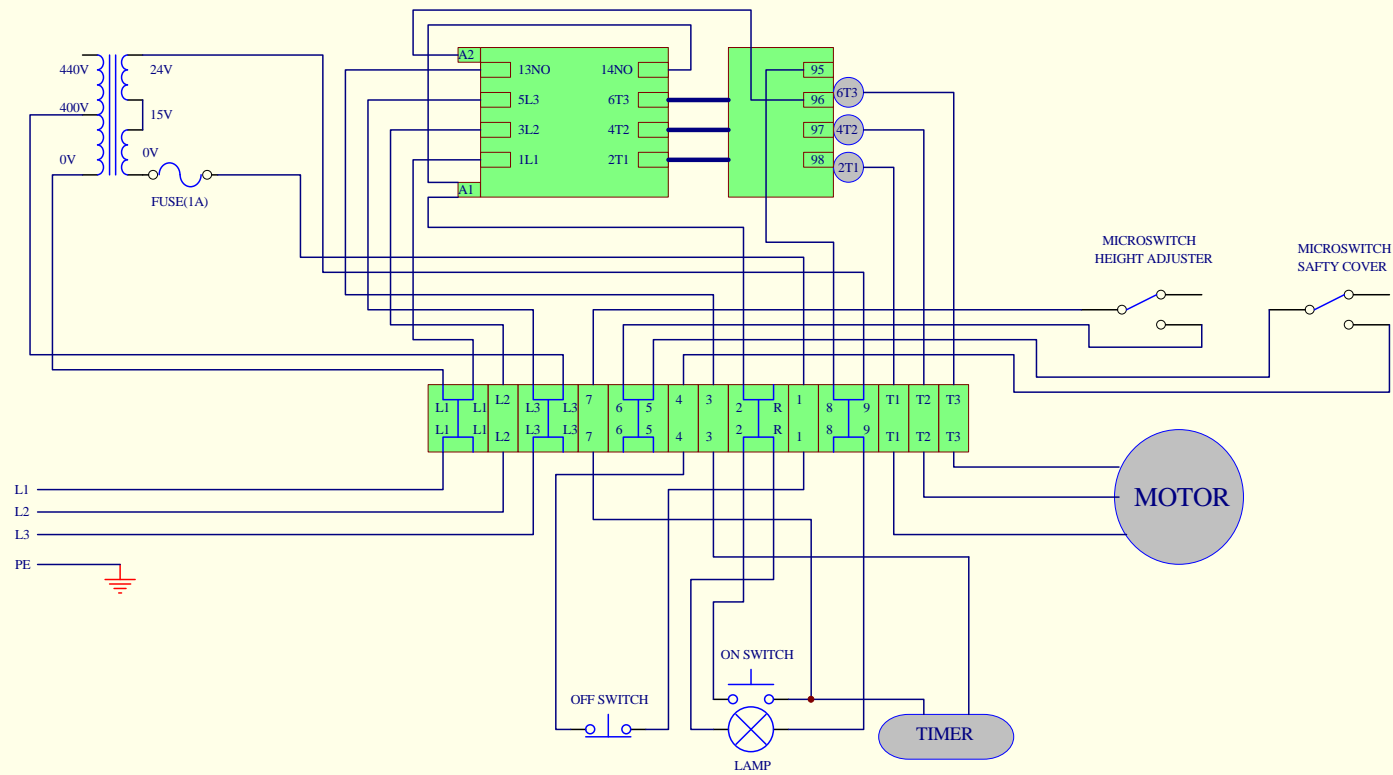 440V
24V
400V
15V
0V
0V
FUSE(1A)
A2
13NO
14NO
5L3
6T3
3L2
4T2
1L1
2T1
A1
95
96
97
98
6T3
4T2
2T1
MICROSWITCH
HEIGHT ADJUSTER
MICROSWITCH
SAFTY COVER
L1 L1 L2 L3 L3 7 6 5 4 3 2 R 1 8 9 T1 T2 T3
L1 L1 L2 L3 L3 7 6 5 4 3 2 R 1 8 9 T1 T2 T3
L1
L2
L3
PE
MOTOR
ON SWITCH
OFF SWITCH
LAMP
TIMER